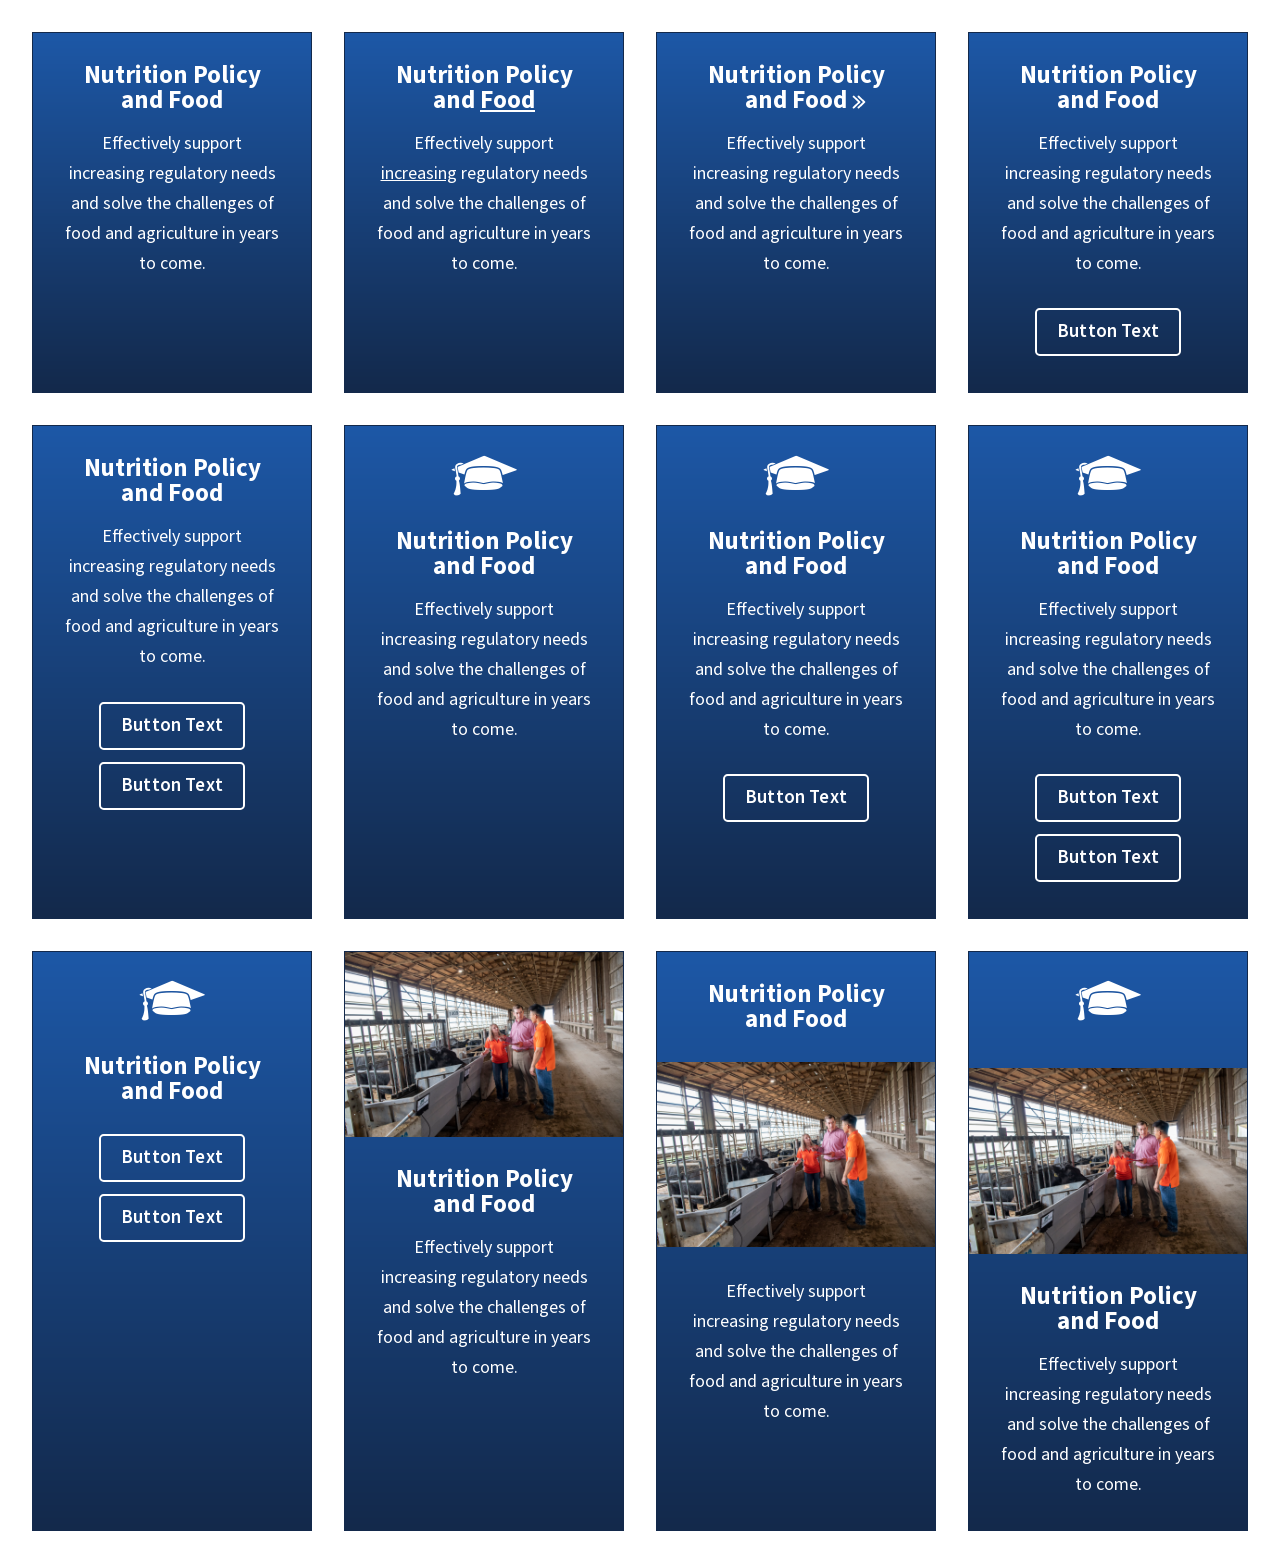 Nutrition Policy
and Food
Effectively support
increasing regulatory needs
and solve the challenges of
food and agriculture in years
to come.
Nutrition Policy
and Food
Effectively support
increasing regulatory needs
and solve the challenges of
food and agriculture in years
to come.
Nutrition Policy
and Food »
Effectively support
increasing regulatory needs
and solve the challenges of
food and agriculture in years
to come.
Nutrition Policy
and Food
Effectively support
increasing regulatory needs
and solve the challenges of
food and agriculture in years
to come.
Button Text
Nutrition Policy
and Food
Effectively support
increasing regulatory needs
and solve the challenges of
food and agriculture in years
to come.
Button Text
Button Text
Nutrition Policy
and Food
Effectively support
increasing regulatory needs
and solve the challenges of
food and agriculture in years
to come.
Nutrition Policy
and Food
Effectively support
increasing regulatory needs
and solve the challenges of
food and agriculture in years
to come.
Button Text
Nutrition Policy
and Food
Effectively support
increasing regulatory needs
and solve the challenges of
food and agriculture in years
to come.
Button Text
Button Text
Nutrition Policy
and Food
Button Text
Button Text
Nutrition Policy
and Food
Effectively support
increasing regulatory needs
and solve the challenges of
food and agriculture in years
to come.
Nutrition Policy
and Food
Effectively support
increasing regulatory needs
and solve the challenges of
food and agriculture in years
to come.
Nutrition Policy
and Food
Effectively support
increasing regulatory needs
and solve the challenges of
food and agriculture in years
to come.